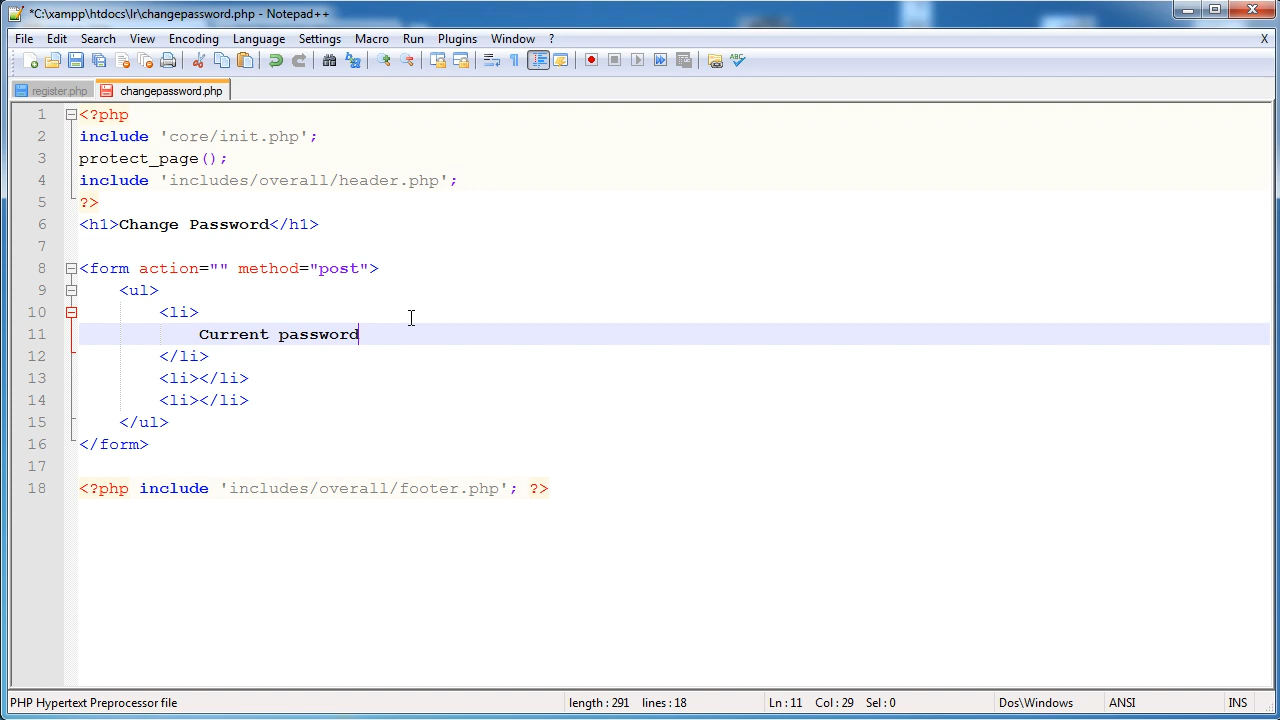 *C:\xampp\htdocs\lr\changepassword.php - Notepad++
File Edit Search View Encoding Language Settings Macro Run Plugins Window ? X
register.php changepassword.php
1 <?php
2 include 'core/init.php';
3 protect_page();
4 include 'includes/overall/header.php';
5 ?>
6 <h1>Change Password</h1>
7
8 <form action="" method="post">
9 <ul>
10 <li>
11 Current password
12 </li>
13 <li></li>
14 <li></li>
15 </ul>
16 </form>
17
18 <?php include 'includes/overall/footer.php'; ?>
PHP Hypertext Preprocessor file length : 291 lines : 18 Ln : 11 Col : 29 Sel : 0 Dos\Windows ANSI INS